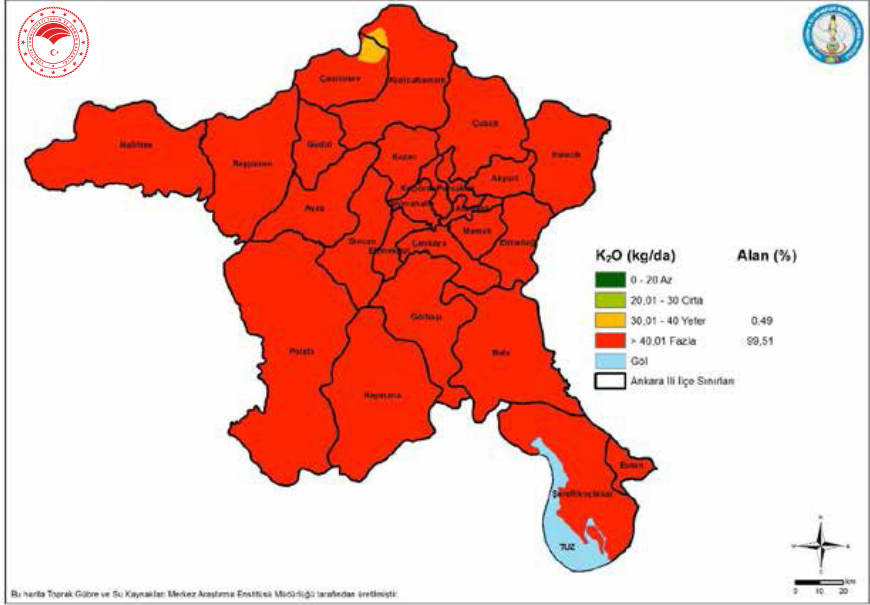 Çamlıdere
Kızılcahamam
Çubuk
Nallıhan
Beypazarı
Güdül
Kazan
Kalecik
Akyurt
Ayaş
Mamak
Elmadağ
Sincan
Çankaya
Gölbaşı
Polatlı
Bala
Haymana
Evren
Şereflikoçhisar
TUZ
K₂O (kg/da) Alan (%)
0 - 20 Az
20,01 - 30 Orta
30,01 - 40 Yeter 0.49
> 40,01 Fazla 99,51
Göl
Ankara İli İlçe Sınırları
km
0 10 20
Bu harita Toprak Gübre ve Su Kaynakları Merkez Araştırma Enstitüsü Müdürlüğü tarafından üretilmiştir.